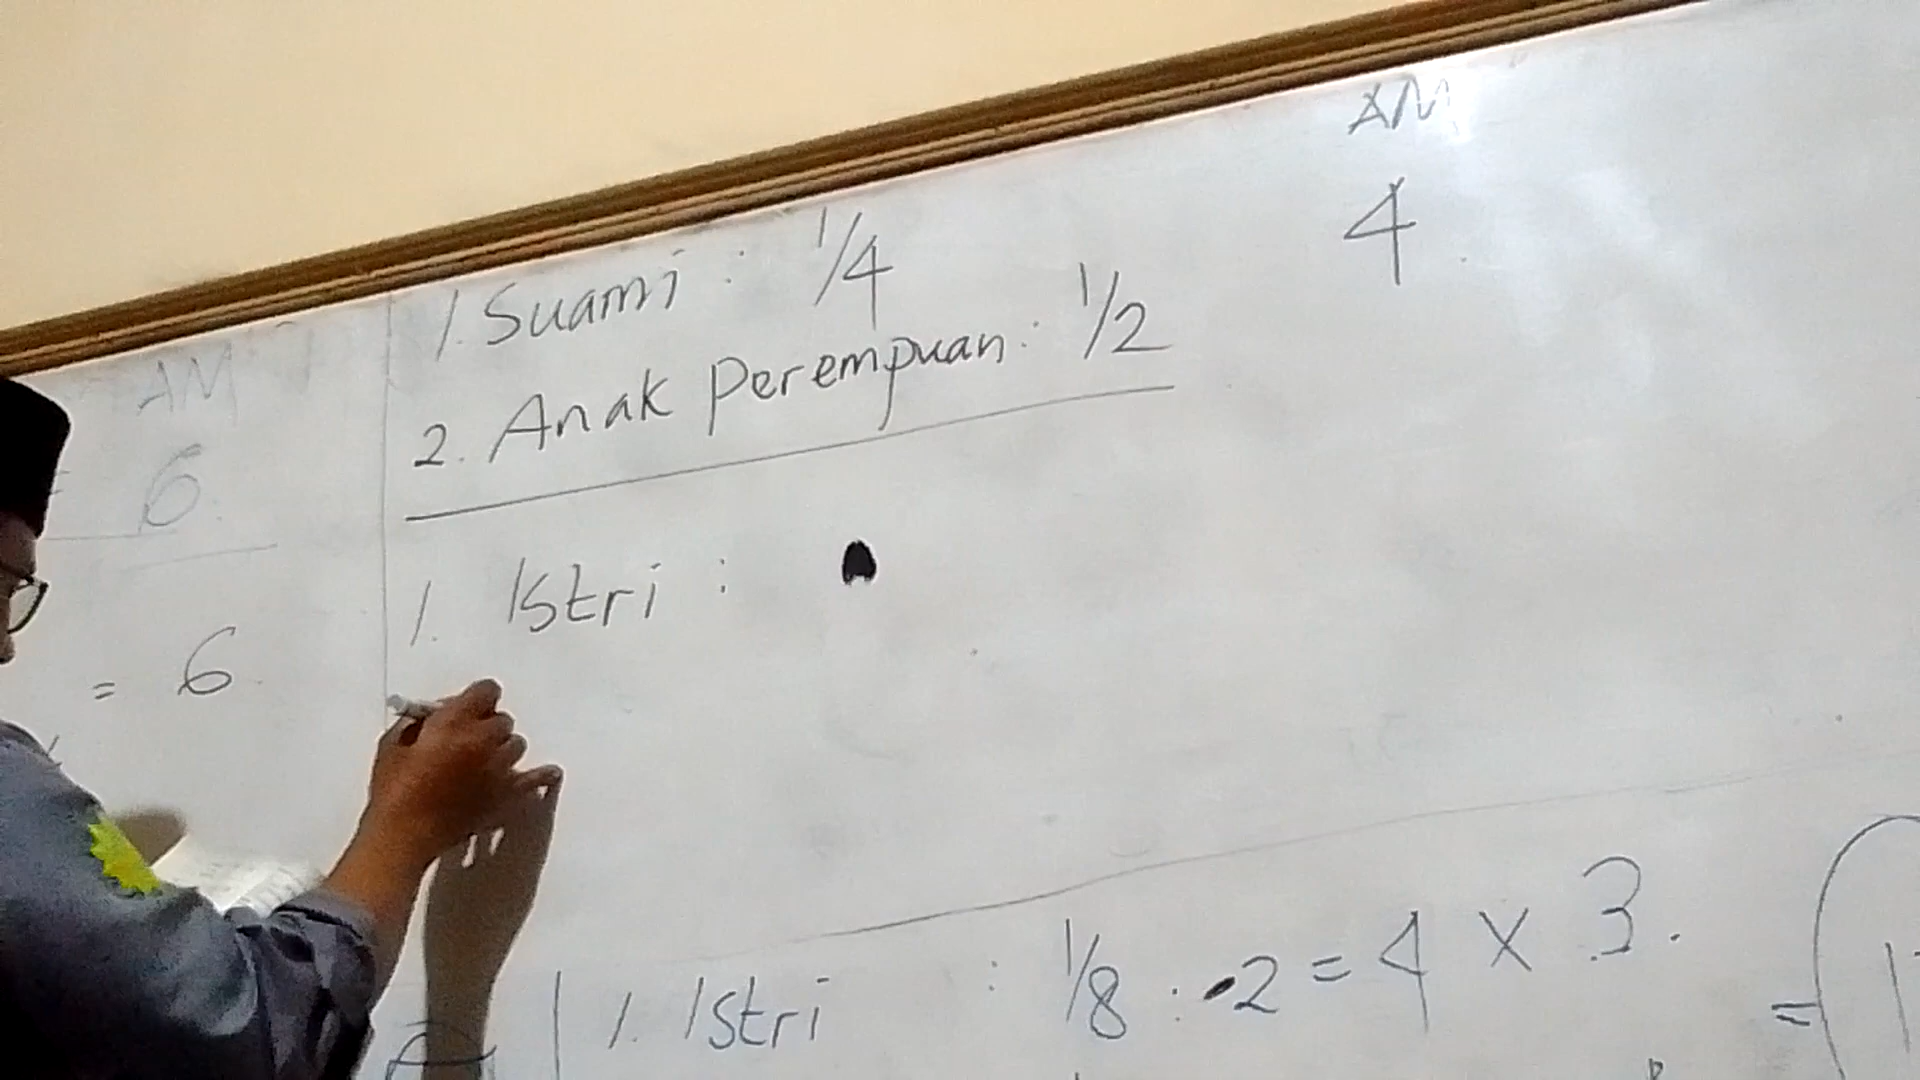 AM
4
1. Suami : 1/4
2. Anak perempuan : 1/2
1. Istri :
AM
= 6
= 6
1. Istri : 1/8 : 2 = 4 x 3.
=